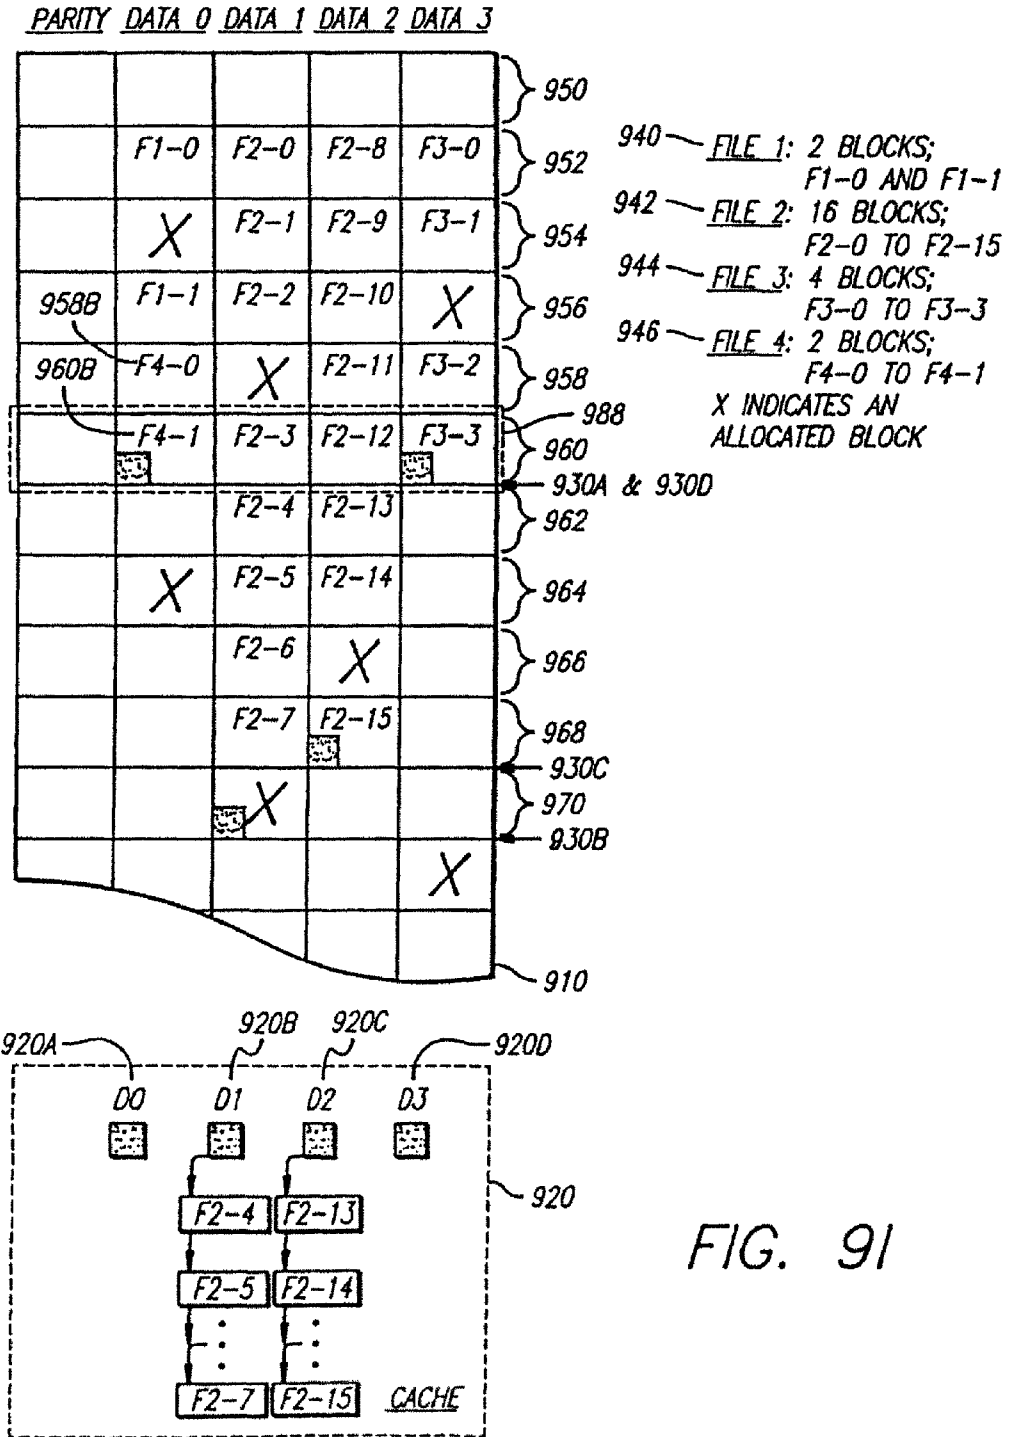 PARITY DATA 0 DATA 1 DATA 2 DATA 3
950
F1-0 F2-0 F2-8 F3-0
952
X F2-1 F2-9 F3-1
954
958B
F1-1 F2-2 F2-10 X
956
960B
F4-0 X F2-11 F3-2
958
F4-1 F2-3 F2-12 F3-3
988
960
930A & 930D
F2-4 F2-13
962
X F2-5 F2-14
964
F2-6 X
966
F2-7 F2-15
968
930C
X
970
930B
X
910
940 FILE 1: 2 BLOCKS;
F1-0 AND F1-1
942 FILE 2: 16 BLOCKS;
F2-0 TO F2-15
944 FILE 3: 4 BLOCKS;
F3-0 TO F3-3
946 FILE 4: 2 BLOCKS;
F4-0 TO F4-1
X INDICATES AN
ALLOCATED BLOCK
920A 920B 920C 920D
D0 D1 D2 D3
920
F2-4 F2-13
F2-5 F2-14
F2-7 F2-15 CACHE
FIG. 9I